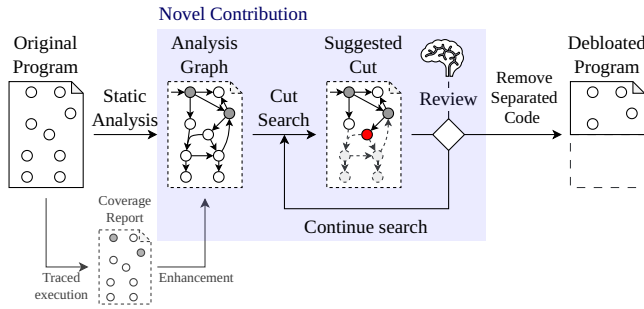 Novel Contribution
Original
Program
Analysis
Graph
Suggested
Cut
Debloated
Program
Static
Analysis
Cut
Search
Review
Remove
Separated
Code
Continue search
Coverage
Report
Traced
execution
Enhancement